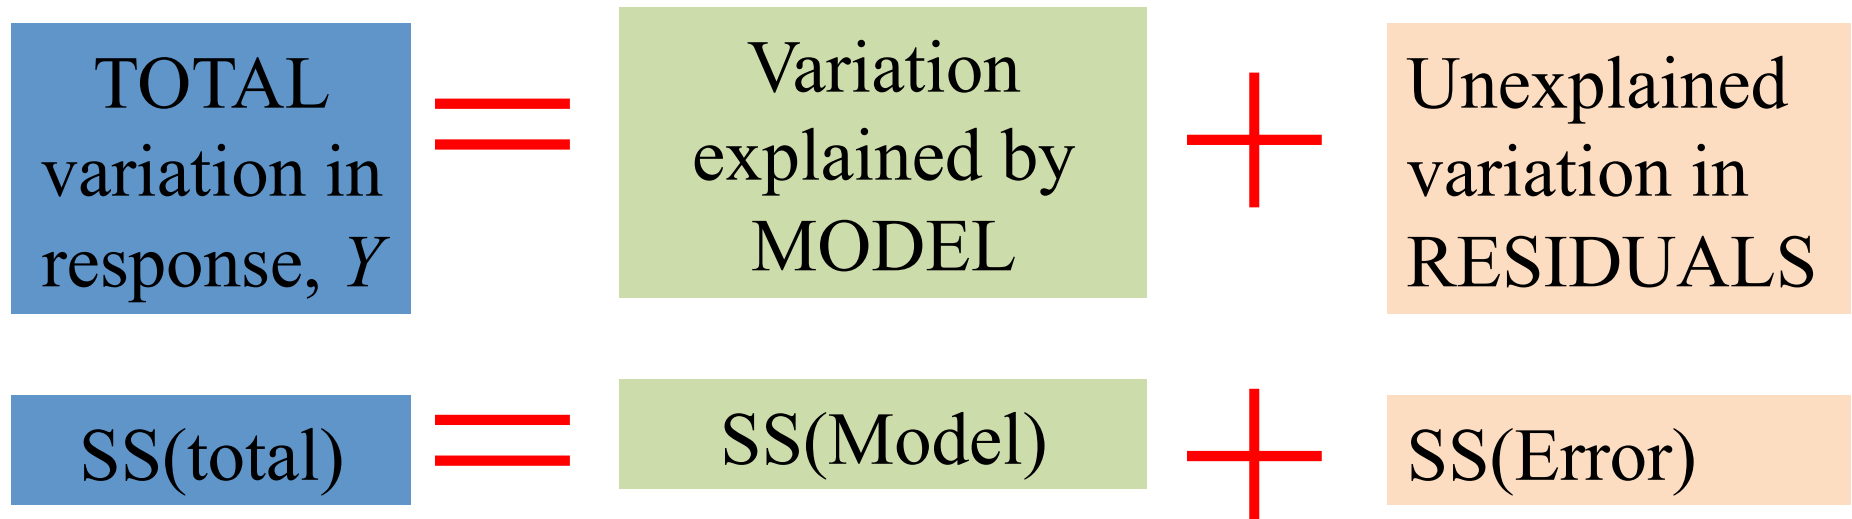 TOTAL
variation in
response, Y
=
Variation
explained by
MODEL
+
Unexplained
variation in
RESIDUALS
SS(total)
=
SS(Model)
+
SS(Error)